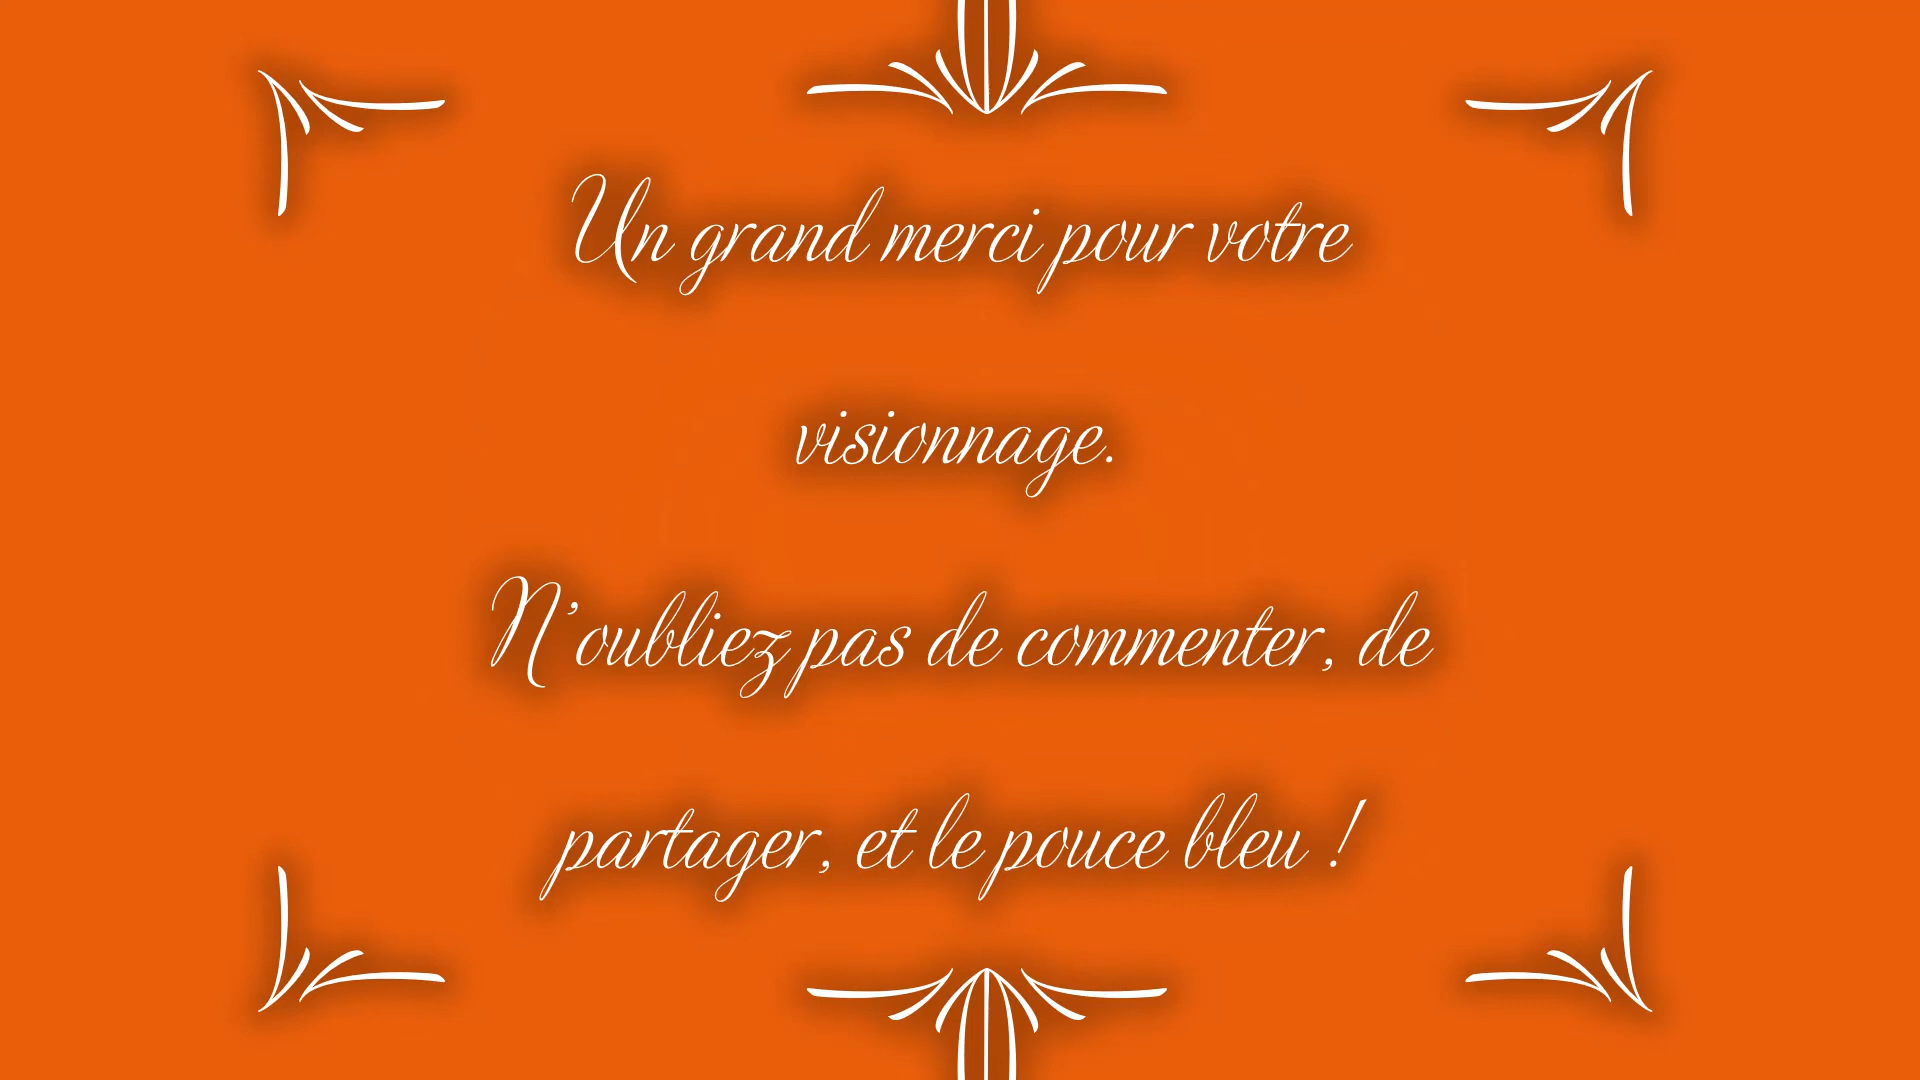 Un grand merci pour votre
visionnage.
N'oubliez pas de commenter, de
partager, et le pouce bleu !